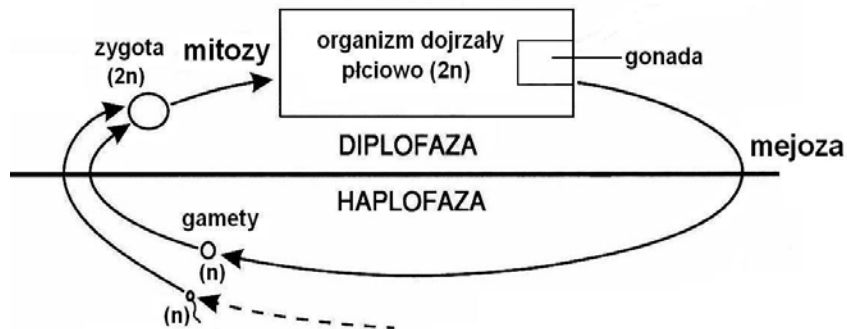 zygota
(2n)
mitozy
organizm dojrzały
płciowo (2n)
gonada
DIPLOFAZA
mejoza
HAPLOFAZA
gamety
(n)
(n)